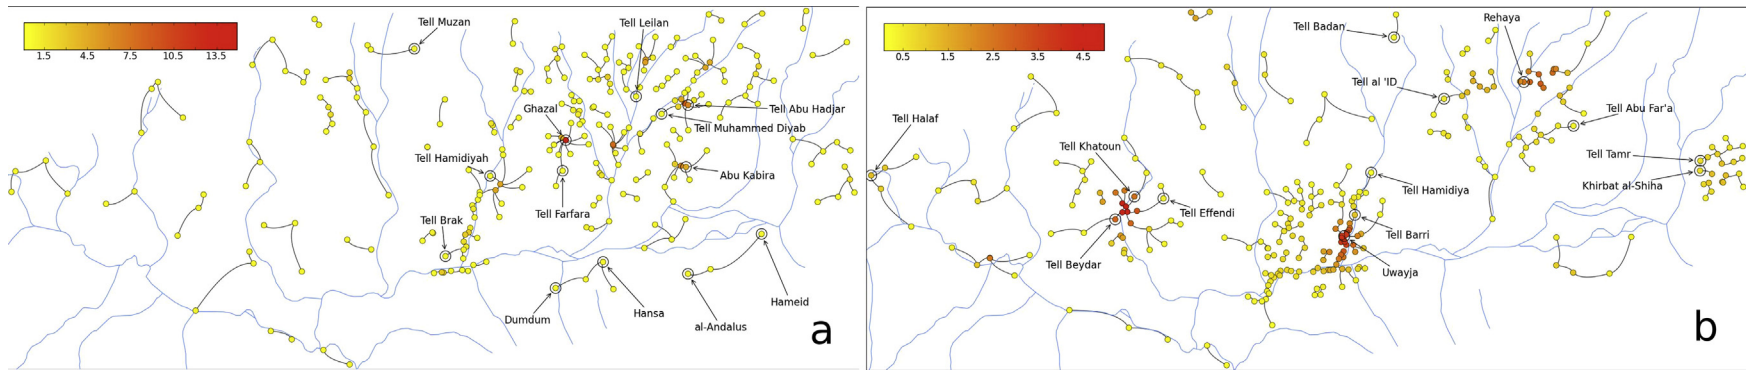 1.5 4.5 7.5 10.5 13.5
Tell Muzan
Tell Leilan
Ghazal
Tell Abu Hadjar
Tell Muhammed Diyab
Tell Hamidiyah
Abu Kabira
Tell Farfara
Tell Brak
Hameid
Dumdum
Hansa
al-Andalus
a
0.5 1.5 2.5 3.5 4.5
Tell Badan
Rehaya
Tell al 'ID
Tell Abu Far'a
Tell Halaf
Tell Khatoun
Tell Tamr
Khirbat al-Shiha
Tell Hamidiya
Tell Effendi
Tell Barri
Tell Beydar
Uwayja
b